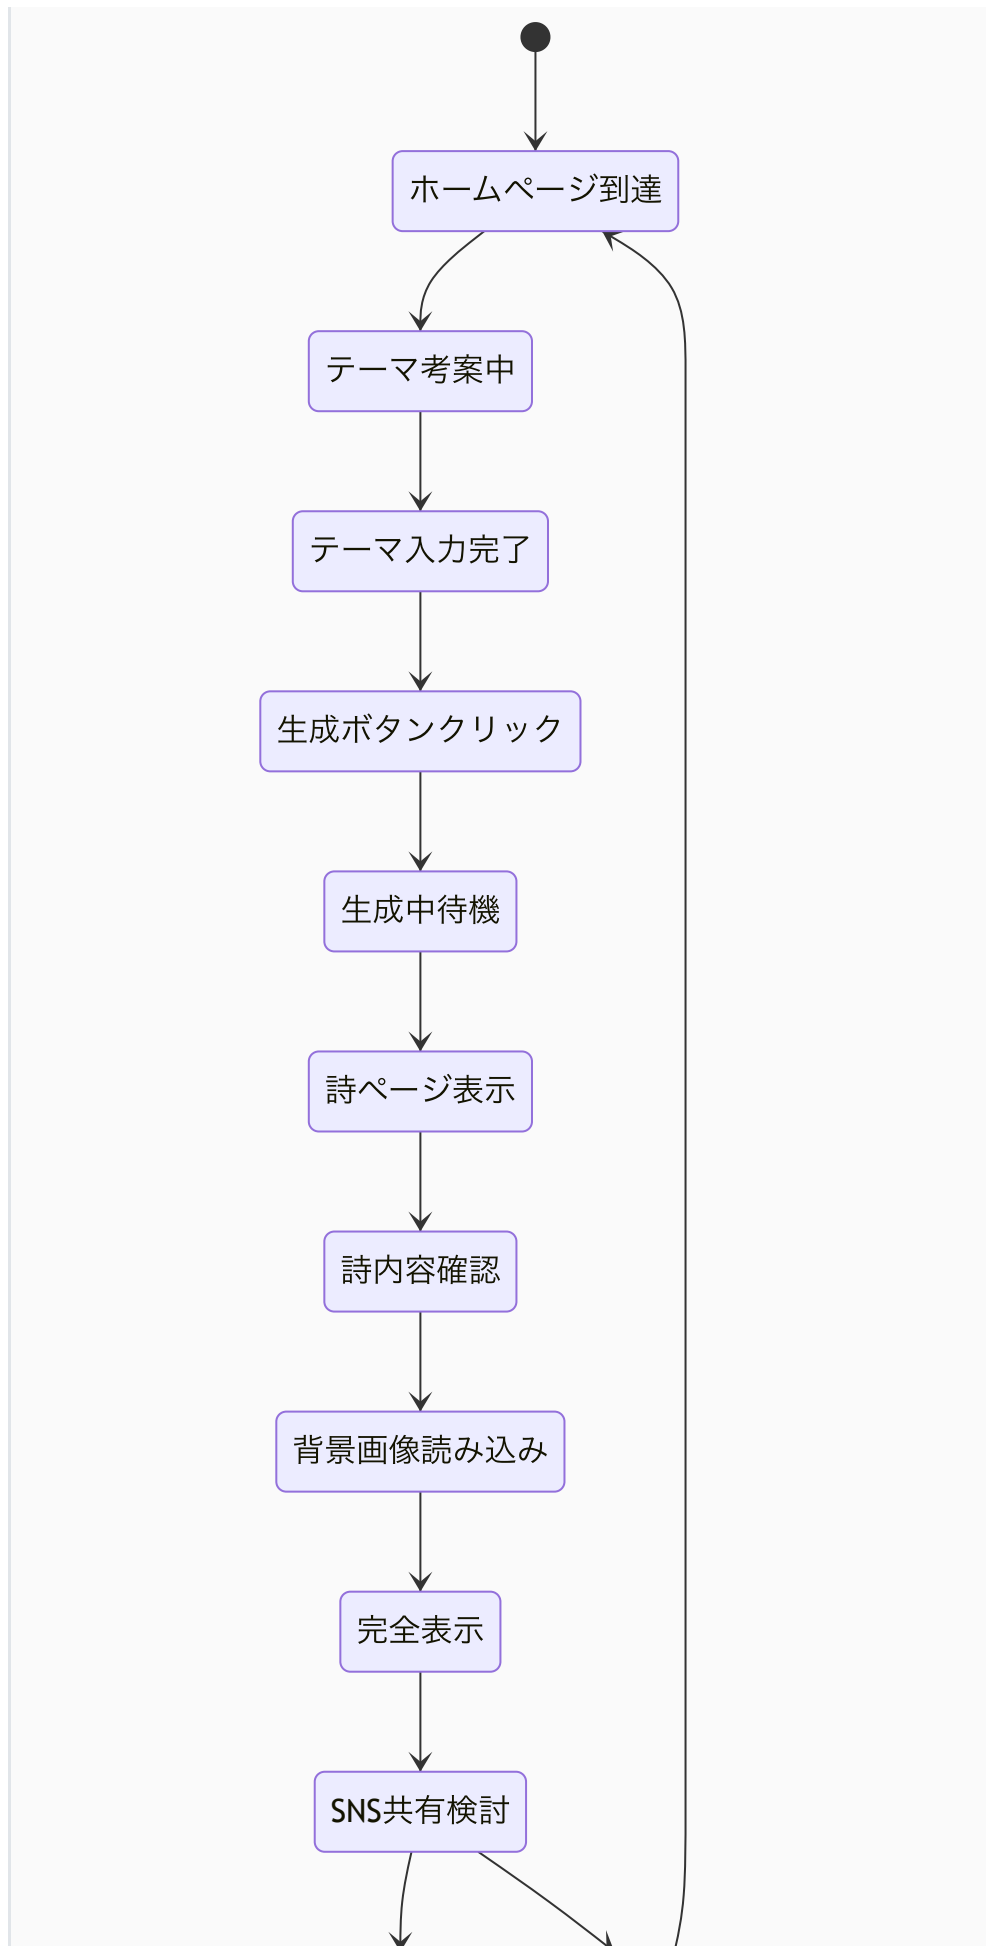 ホームページ到達
テーマ考案中
テーマ入力完了
生成ボタンクリック
生成中待機
詩ページ表示
詩内容確認
背景画像読み込み
完全表示
SNS共有検討